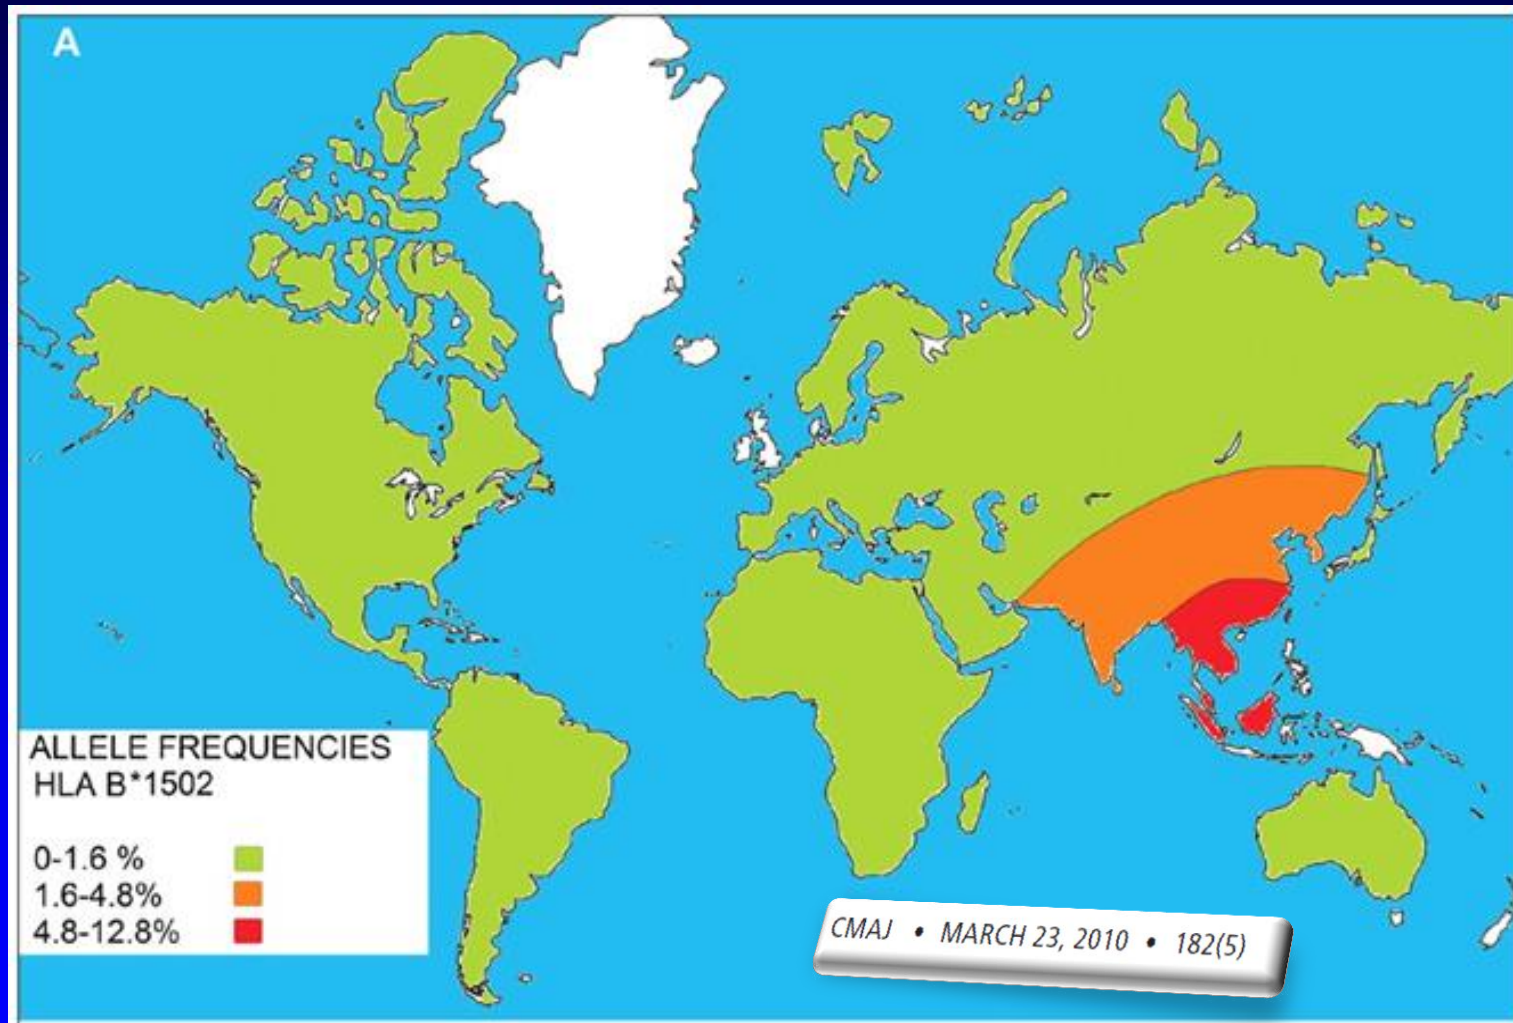 A
ALLELE FREQUENCIES
HLA B*1502
0-1.6 %
1.6-4.8%
4.8-12.8%
CMAJ • MARCH 23, 2010 • 182(5)